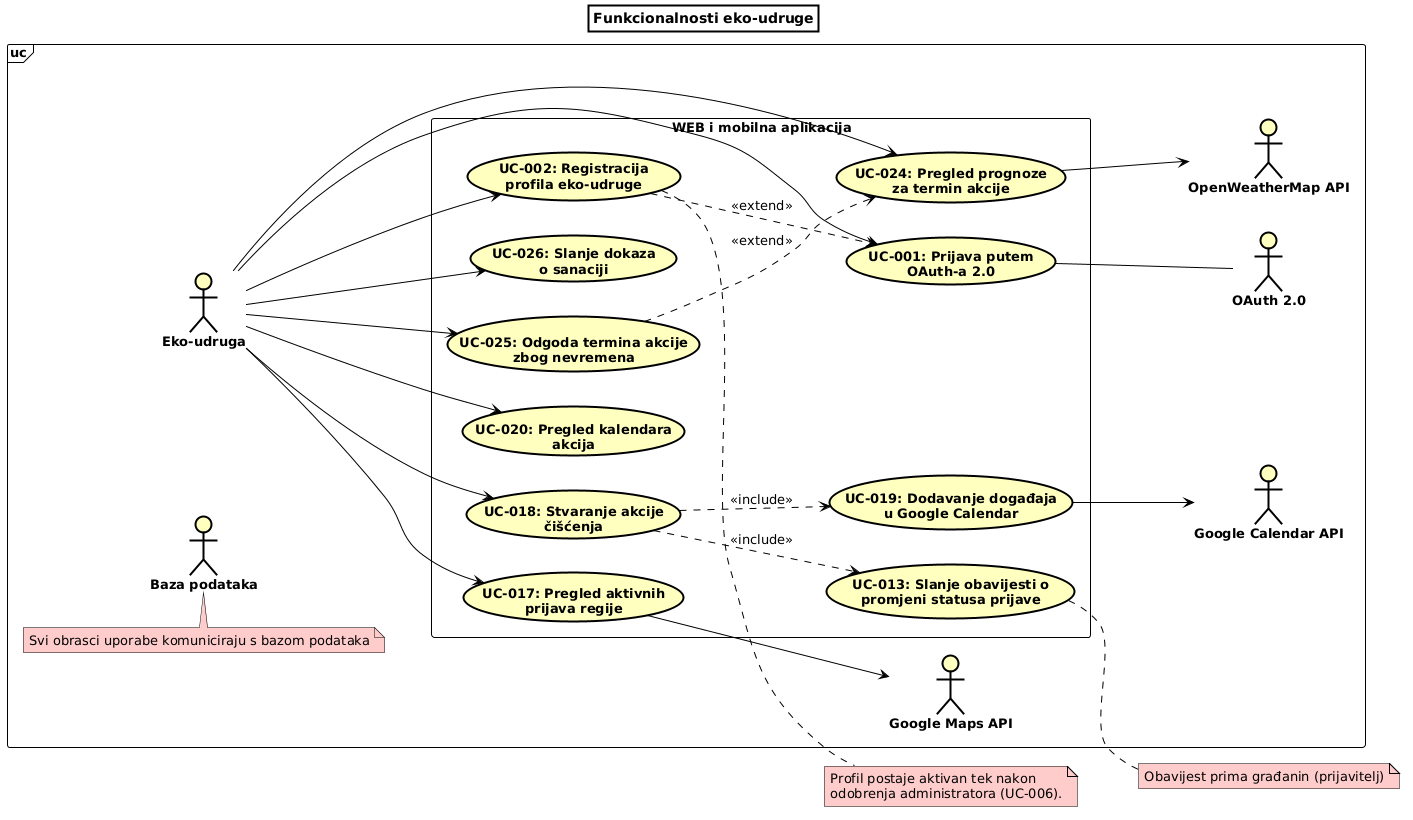 Funkcionalnosti eko-udruge
uc
WEB i mobilna aplikacija
UC-002: Registracija
profila eko-udruge
UC-024: Pregled prognoze
za termin akcije
OpenWeatherMap API
«extend»
«extend»
UC-026: Slanje dokaza
o sanaciji
UC-001: Prijava putem
OAuth-a 2.0
OAuth 2.0
Eko-udruga
UC-025: Odgoda termina akcije
zbog nevremena
UC-020: Pregled kalendara
akcija
UC-018: Stvaranje akcije
čišćenja
«include»
«include»
UC-019: Dodavanje događaja
u Google Calendar
Google Calendar API
Baza podataka
Svi obrasci uporabe komuniciraju s bazom podataka
UC-017: Pregled aktivnih
prijava regije
UC-013: Slanje obavijesti o
promjeni statusa prijave
Google Maps API
Profil postaje aktivan tek nakon
odobrenja administratora (UC-006).
Obavijest prima građanin (prijavitelj)